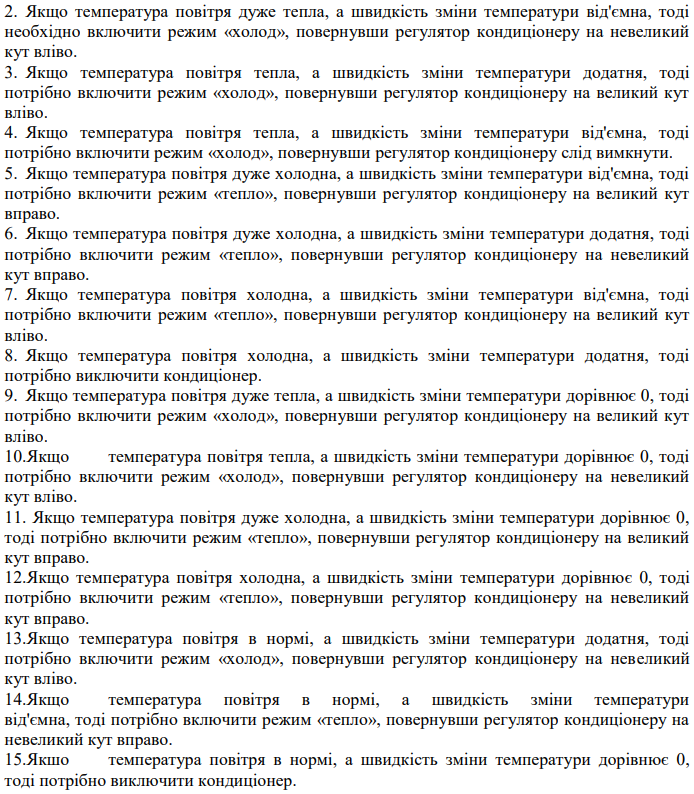 2. Якщо температура повітря дуже тепла, а швидкість зміни температури від'ємна, тоді
необхідно включити режим «холод», повернувши регулятор кондиціонеру на невеликий
кут вліво.
3. Якщо температура повітря тепла, а швидкість зміни температури додатня, тоді
потрібно включити режим «холод», повернувши регулятор кондиціонеру на великий кут
вліво.
4. Якщо температура повітря тепла, а швидкість зміни температури від'ємна, тоді
потрібно включити режим «холод», повернувши регулятор кондиціонеру слід вимкнути.
5. Якщо температура повітря дуже холодна, а швидкість зміни температури від'ємна, тоді
потрібно включити режим «тепло», повернувши регулятор кондиціонеру на великий кут
вправо.
6. Якщо температура повітря дуже холодна, а швидкість зміни температури додатня, тоді
потрібно включити режим «тепло», повернувши регулятор кондиціонеру на невеликий
кут вправо.
7. Якщо температура повітря холодна, а швидкість зміни температури від'ємна, тоді
потрібно включити режим «тепло», повернувши регулятор кондиціонеру на великий кут
вліво.
8. Якщо температура повітря холодна, а швидкість зміни температури додатня, тоді
потрібно виключити кондиціонер.
9. Якщо температура повітря дуже тепла, а швидкість зміни температури дорівнює 0, тоді
потрібно включити режим «холод», повернувши регулятор кондиціонеру на великий кут
вліво.
10.Якщо температура повітря тепла, а швидкість зміни температури дорівнює 0, тоді
потрібно включити режим «холод», повернувши регулятор кондиціонеру на невеликий
кут вліво.
11. Якщо температура повітря дуже холодна, а швидкість зміни температури дорівнює 0,
тоді потрібно включити режим «тепло», повернувши регулятор кондиціонеру на великий
кут вправо.
12.Якщо температура повітря холодна, а швидкість зміни температури дорівнює 0, тоді
потрібно включити режим «тепло», повернувши регулятор кондиціонеру на невеликий
кут вправо.
13.Якщо температура повітря в нормі, а швидкість зміни температури додатня, тоді
потрібно включити режим «холод», повернувши регулятор кондиціонеру на невеликий
кут вліво.
14.Якщо температура повітря в нормі, а швидкість зміни температури
від'ємна, тоді потрібно включити режим «тепло», повернувши регулятор кондиціонеру на
невеликий кут вправо.
15.Якшо температура повітря в нормі, а швидкість зміни температури дорівнює 0,
тоді потрібно виключити кондиціонер.